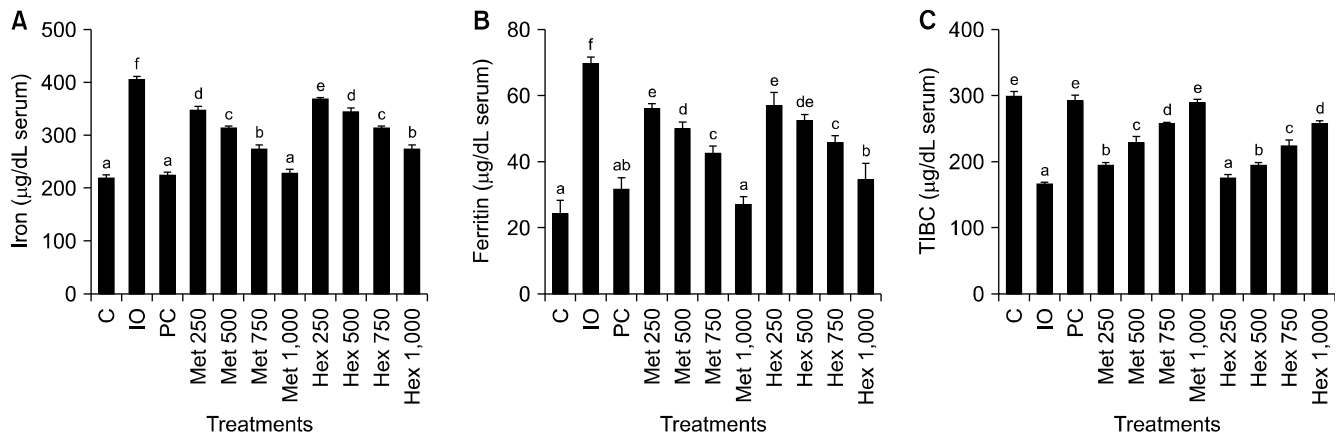 A
Iron (μg/dL serum)
500
400
300
200
100
0
a
f
a
d
c
b
a
e
d
c
b
C
IO
PC
Met 250
Met 500
Met 750
Met 1,000
Hex 250
Hex 500
Hex 750
Hex 1,000
Treatments
B
Ferritin (μg/dL serum)
80
60
40
20
0
a
f
ab
e
d
c
a
e
de
c
b
C
IO
PC
Met 250
Met 500
Met 750
Met 1,000
Hex 250
Hex 500
Hex 750
Hex 1,000
Treatments
C
TIBC (μg/dL serum)
400
300
200
100
0
e
a
e
b
c
d
e
a
b
c
d
C
IO
PC
Met 250
Met 500
Met 750
Met 1,000
Hex 250
Hex 500
Hex 750
Hex 1,000
Treatments